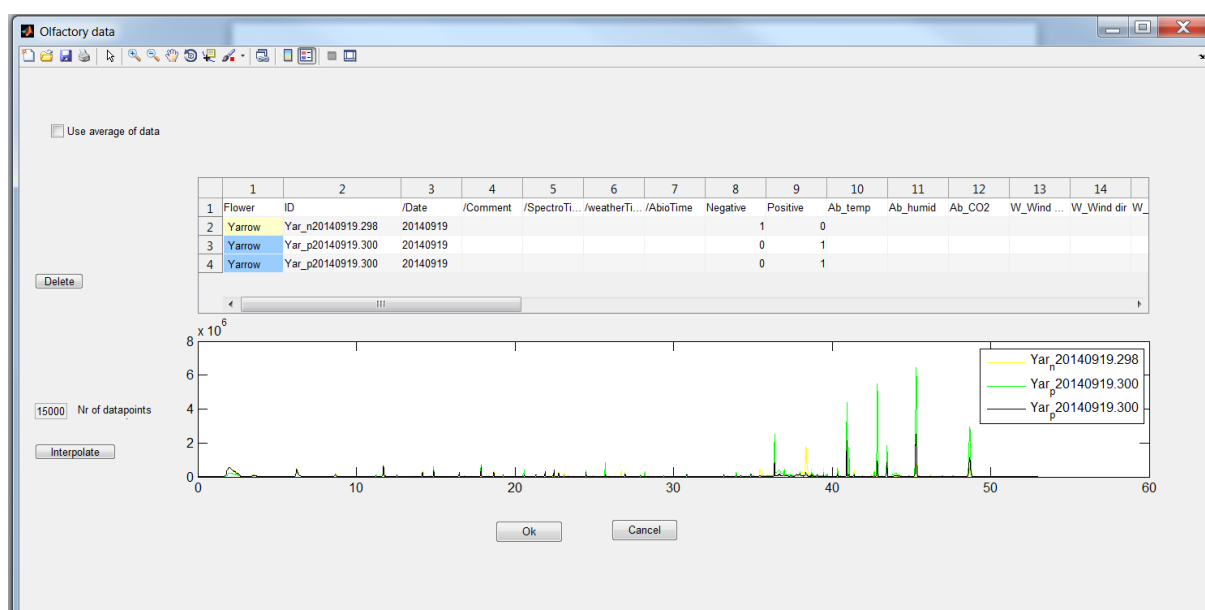 Olfactory data
Use average of data
1 2 3 4 5 6 7 8 9 10 11 12 13 14
1 Flower ID /Date /Comment /SpectroTi... /weatherTi... /AbioTime Negative Positive Ab_temp Ab_humid Ab_CO2 W_Wind ... W_Wind dir W_
2 Yarrow Yar_n20140919.298 20140919 1 0
3 Yarrow Yar_p20140919.300 20140919 0 1
4 Yarrow Yar_p20140919.300 20140919 0 1
Delete
x 10^6
8
6
4
2
0
0 10 20 30 40 50 60
Yar_n20140919.298
Yar_p20140919.300
Yar_p20140919.300
15000 Nr of datapoints
Interpolate
Ok Cancel